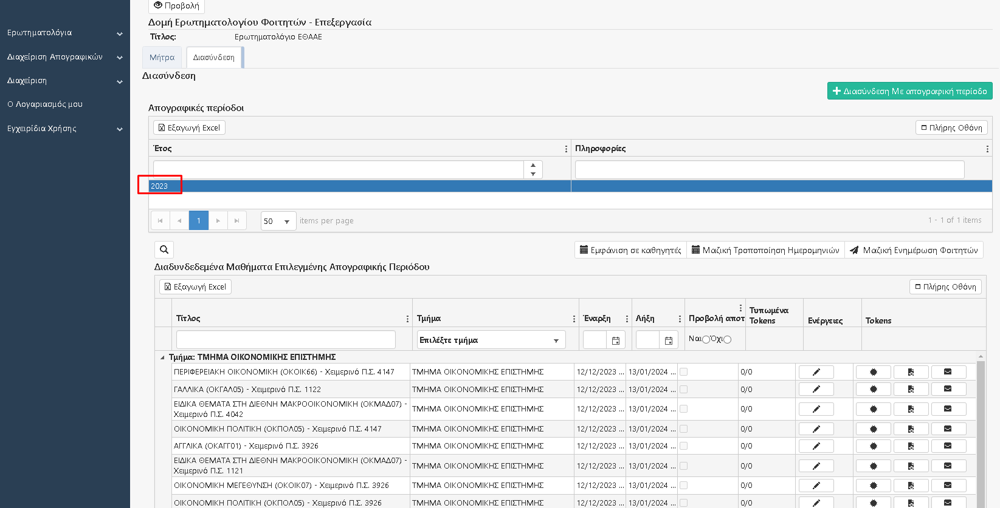 Προβολή
Δομή Ερωτηματολογίου Φοιτητών - Επεξεργασία
Τίτλος: Ερωτηματολόγιο ΕΘΑΑΕ
Ερωτηματολόγια
Διαχείριση Απογραφικών
Διαχείριση
Ο Λογαριασμός μου
Εγχειρίδια Χρήσης
Μήτρα Διασύνδεση
Διασύνδεση
Διασύνδεση Με απογραφική περίοδο
Απογραφικές περίοδοι
Εξαγωγή Excel Πλήρης Οθόνη
Έτος Πληροφορίες
2023
1 50 items per page 1 - 1 of 1 items
Εμφάνιση σε καθηγητές Μαζική Τροποποίηση Ημερομηνιών Μαζική Ενημέρωση Φοιτητών
Διαδυνδεδεμένα Μαθήματα Επιλεγμένης Απογραφικής Περιόδου
Εξαγωγή Excel Πλήρης Οθόνη
Τίτλος Τμήμα Έναρξη Λήξη Προβολή αποτ Τυπωμένα Tokens Ενέργειες Tokens
Επιλέξτε τμήμα Ναι Όχι
Τμήμα: ΤΜΗΜΑ ΟΙΚΟΝΟΜΙΚΗΣ ΕΠΙΣΤΗΜΗΣ
ΠΕΡΙΦΕΡΕΙΑΚΗ ΟΙΚΟΝΟΜΙΚΗ (ΟΚΟΙΚ66) - Χειμερινό Π.Σ. 4147 ΤΜΗΜΑ ΟΙΚΟΝΟΜΙΚΗΣ ΕΠΙΣΤΗΜΗΣ 12/12/2023 ... 13/01/2024 ... 0/0
ΓΑΛΛΙΚΑ (ΟΚΓΑΛ05) - Χειμερινό Π.Σ. 1122 ΤΜΗΜΑ ΟΙΚΟΝΟΜΙΚΗΣ ΕΠΙΣΤΗΜΗΣ 12/12/2023 ... 13/01/2024 ... 0/0
ΕΙΔΙΚΑ ΘΕΜΑΤΑ ΣΤΗ ΔΙΕΘΝΗ ΜΑΚΡΟΟΙΚΟΝΟΜΙΚΗ (ΟΚΜΑΔ07) -
Χειμερινό Π.Σ. 4042 ΤΜΗΜΑ ΟΙΚΟΝΟΜΙΚΗΣ ΕΠΙΣΤΗΜΗΣ 12/12/2023 ... 13/01/2024 ... 0/0
ΟΙΚΟΝΟΜΙΚΗ ΠΟΛΙΤΙΚΗ (ΟΚΠΟΛ05) - Χειμερινό Π.Σ. 4147 ΤΜΗΜΑ ΟΙΚΟΝΟΜΙΚΗΣ ΕΠΙΣΤΗΜΗΣ 12/12/2023 ... 13/01/2024 ... 0/0
ΑΓΓΛΙΚΑ (ΟΚΑΓΓ01) - Χειμερινό Π.Σ. 3926 ΤΜΗΜΑ ΟΙΚΟΝΟΜΙΚΗΣ ΕΠΙΣΤΗΜΗΣ 12/12/2023 ... 13/01/2024 ... 0/0
ΕΙΔΙΚΑ ΘΕΜΑΤΑ ΣΤΗ ΔΙΕΘΝΗ ΜΑΚΡΟΟΙΚΟΝΟΜΙΚΗ (ΟΚΜΑΔ07) -
Χειμερινό Π.Σ. 1121 ΤΜΗΜΑ ΟΙΚΟΝΟΜΙΚΗΣ ΕΠΙΣΤΗΜΗΣ 12/12/2023 ... 13/01/2024 ... 0/0
ΟΙΚΟΝΟΜΙΚΗ ΜΕΓΕΘΥΝΣΗ (ΟΚΟΙΚ07) - Χειμερινό Π.Σ. 3926 ΤΜΗΜΑ ΟΙΚΟΝΟΜΙΚΗΣ ΕΠΙΣΤΗΜΗΣ 12/12/2023 ... 13/01/2024 ... 0/0
ΟΙΚΟΝΟΜΙΚΗ ΠΟΛΙΤΙΚΗ (ΟΚΠΟΛ05) - Χειμερινό Π.Σ. 3926 ΤΜΗΜΑ ΟΙΚΟΝΟΜΙΚΗΣ ΕΠΙΣΤΗΜΗΣ 12/12/2023 ... 13/01/2024 ... 0/0